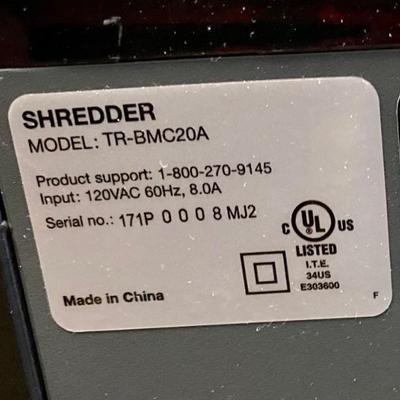 SHREDDER
MODEL: TR-BMC20A
Product support: 1-800-270-9145
Input: 120VAC 60Hz, 8.0A
Serial no.: 171P 0 0 0 8 MJ2
C UL US
LISTED
I.T.E.
34US
E303600
Made in China
F